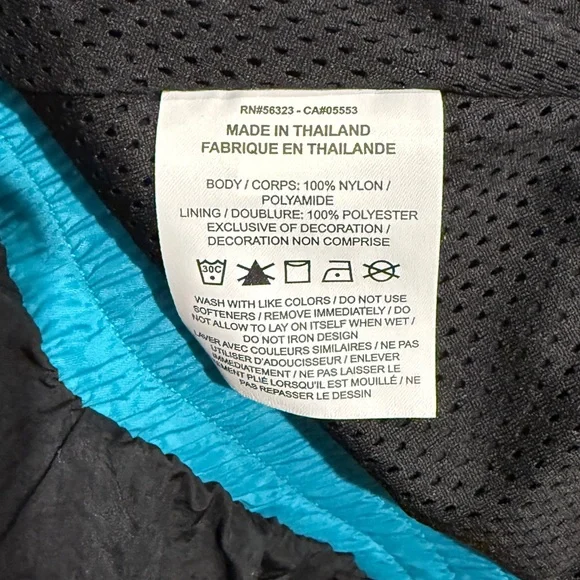 RN#56323 - CA#05553
MADE IN THAILAND
FABRIQUE EN THAILANDE
BODY / CORPS: 100% NYLON /
POLYAMIDE
LINING / DOUBLURE: 100% POLYESTER
EXCLUSIVE OF DECORATION /
DECORATION NON COMPRISE
30C
WASH WITH LIKE COLORS / DO NOT USE
SOFTENERS / REMOVE IMMEDIATELY / DO
NOT ALLOW TO LAY ON ITSELF WHEN WET /
DO NOT IRON DESIGN
LAVER AVEC COULEURS SIMILAIRES / NE PAS
UTILISER D'ADOUCISSEUR / ENLEVER
IMMEDIATEMENT / NE PAS LAISSER LE
VETEMENT PLIÉ LORSQU'IL EST MOUILLÉ / NE
PAS REPASSER LE DESSIN